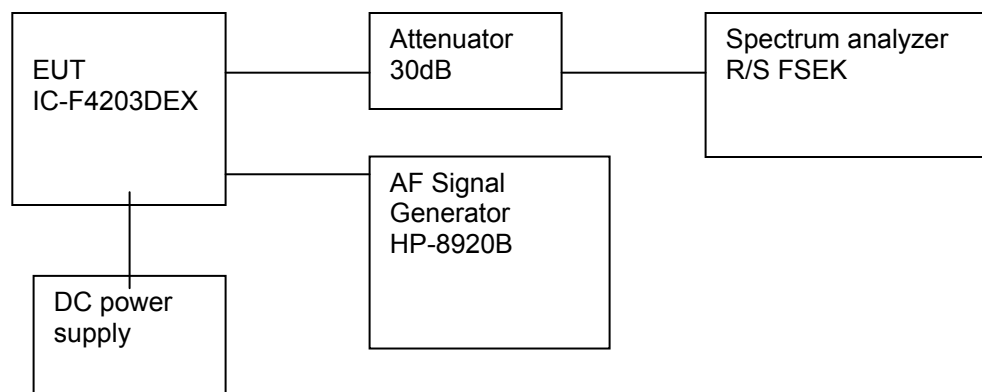 EUT
IC-F4203DEX
Attenuator
30dB
Spectrum analyzer
R/S FSEK
AF Signal
Generator
HP-8920B
DC power
supply